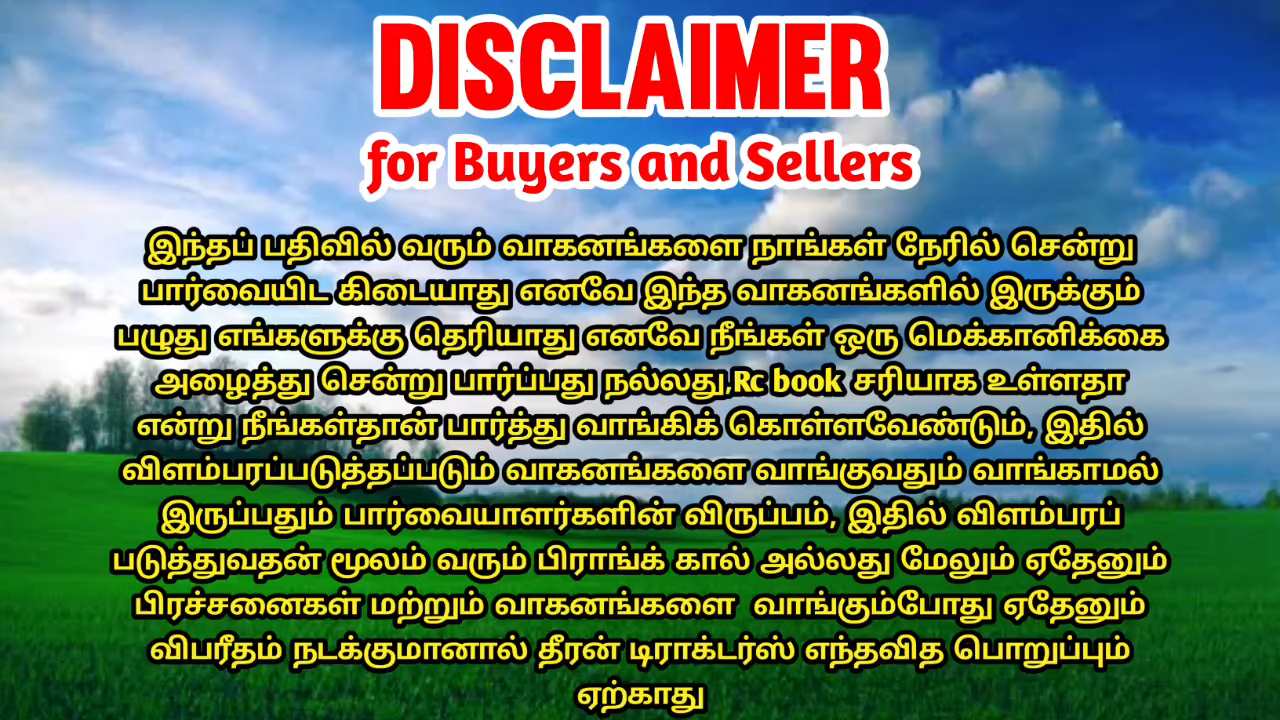 DISCLAIMER
for Buyers and Sellers
இந்தப் பதிவில் வரும் வாகனங்களை நாங்கள் நேரில் சென்று
பார்வையிட கிடையாது எனவே இந்த வாகனங்களில் இருக்கும்
பழுது எங்களுக்கு தெரியாது எனவே நீங்கள் ஒரு மெக்கானிக்கை
அழைத்து சென்று பார்ப்பது நல்லது,Rc book சரியாக உள்ளதா
என்று நீங்கள்தான் பார்த்து வாங்கிக் கொள்ளவேண்டும், இதில்
விளம்பரப்படுத்தப்படும் வாகனங்களை வாங்குவதும் வாங்காமல்
இருப்பதும் பார்வையாளர்களின் விருப்பம், இதில் விளம்பரப்
படுத்துவதன் மூலம் வரும் பிராங்க் கால் அல்லது மேலும் ஏதேனும்
பிரச்சனைகள் மற்றும் வாகனங்களை வாங்கும்போது ஏதேனும்
விபரீதம் நடக்குமானால் தீரன் டிராக்டர்ஸ் எந்தவித பொறுப்பும்
ஏற்காது